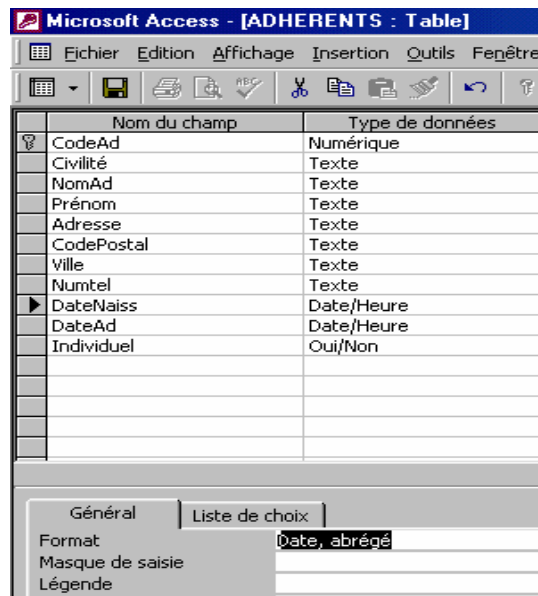 Microsoft Access - [ADHERENTS : Table]
Fichier Edition Affichage Insertion Outils Fenêtre
ABC
Nom du champ Type de données
CodeAd Numérique
Civilité Texte
NomAd Texte
Prénom Texte
Adresse Texte
CodePostal Texte
Ville Texte
Numtel Texte
DateNaiss Date/Heure
DateAd Date/Heure
Individuel Oui/Non
Général Liste de choix
Format Date, abrégé
Masque de saisie
Légende